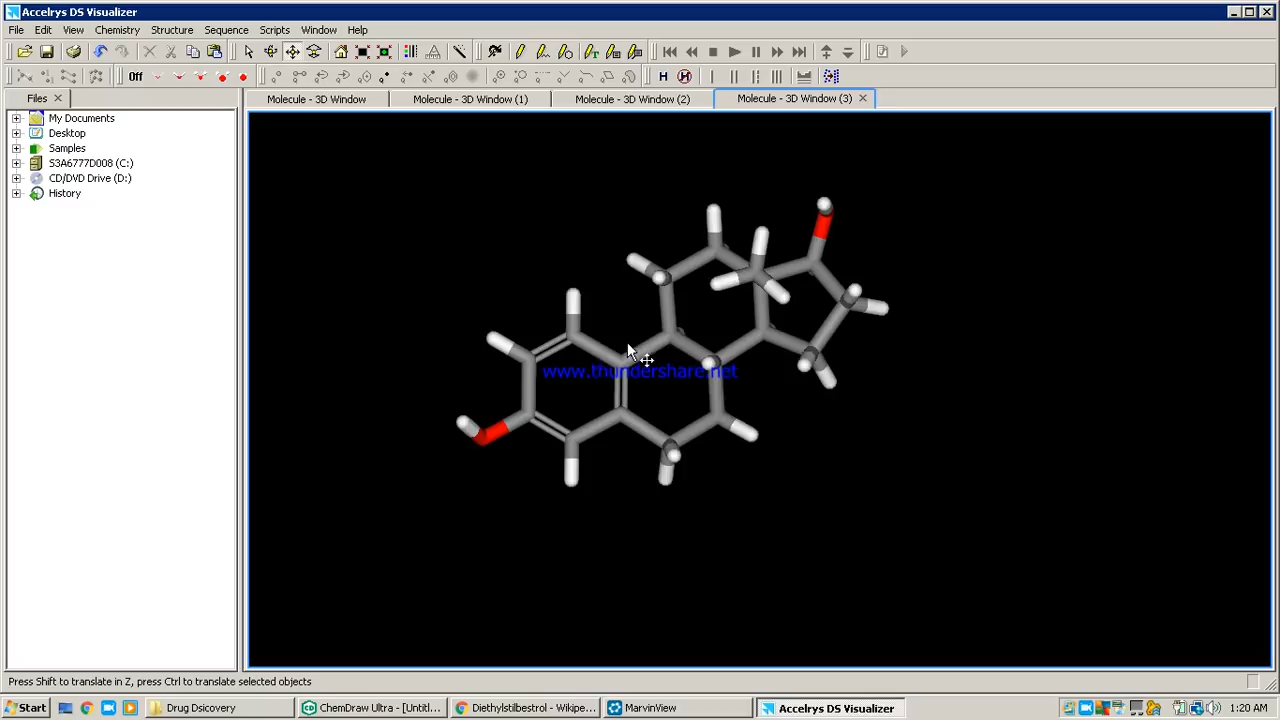 Accelrys DS Visualizer
File Edit View Chemistry Structure Sequence Scripts Window Help
Off H H
Files
Molecule - 3D Window
Molecule - 3D Window (1)
Molecule - 3D Window (2)
Molecule - 3D Window (3)
My Documents
Desktop
Samples
S3A6777D008 (C:)
CD/DVD Drive (D:)
History
www.thundershare.net
Press Shift to translate in Z, press Ctrl to translate selected objects
Start Drug Dsicovery ChemDraw Ultra - [Untitl... Diethylstilbestrol - Wikipe... MarvinView Accelrys DS Visualizer 1:20 AM